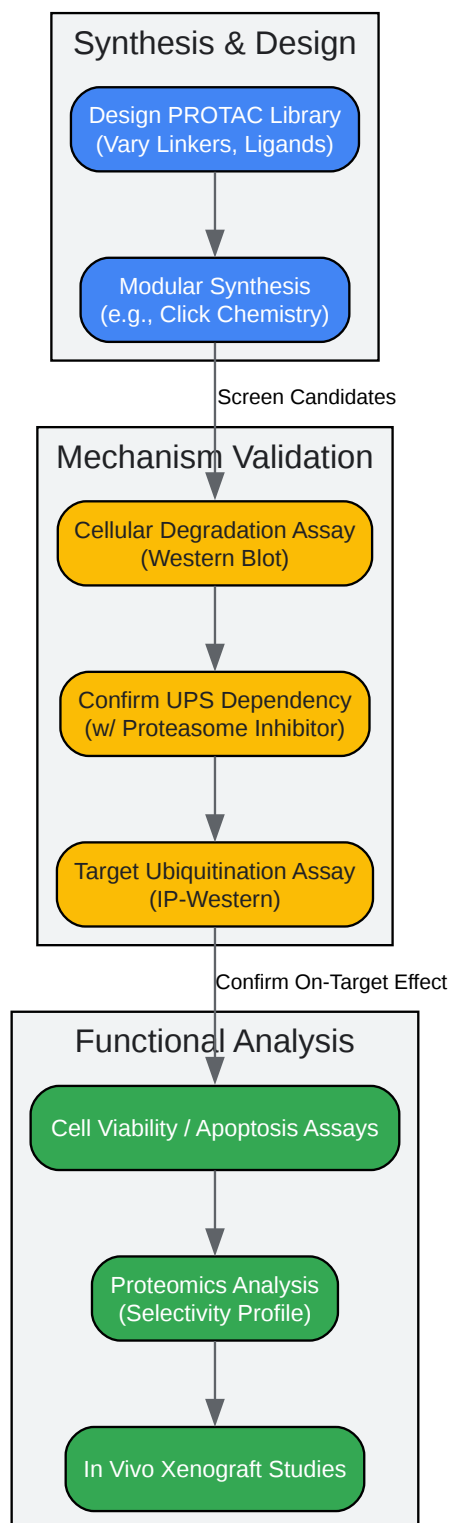 Synthesis & Design
Design PROTAC Library
(Vary Linkers, Ligands)
Modular Synthesis
(e.g., Click Chemistry)
Screen Candidates
Mechanism Validation
Cellular Degradation Assay
(Western Blot)
Confirm UPS Dependency
(w/ Proteasome Inhibitor)
Target Ubiquitination Assay
(IP-Western)
Confirm On-Target Effect
Functional Analysis
Cell Viability / Apoptosis Assays
Proteomics Analysis
(Selectivity Profile)
In Vivo Xenograft Studies